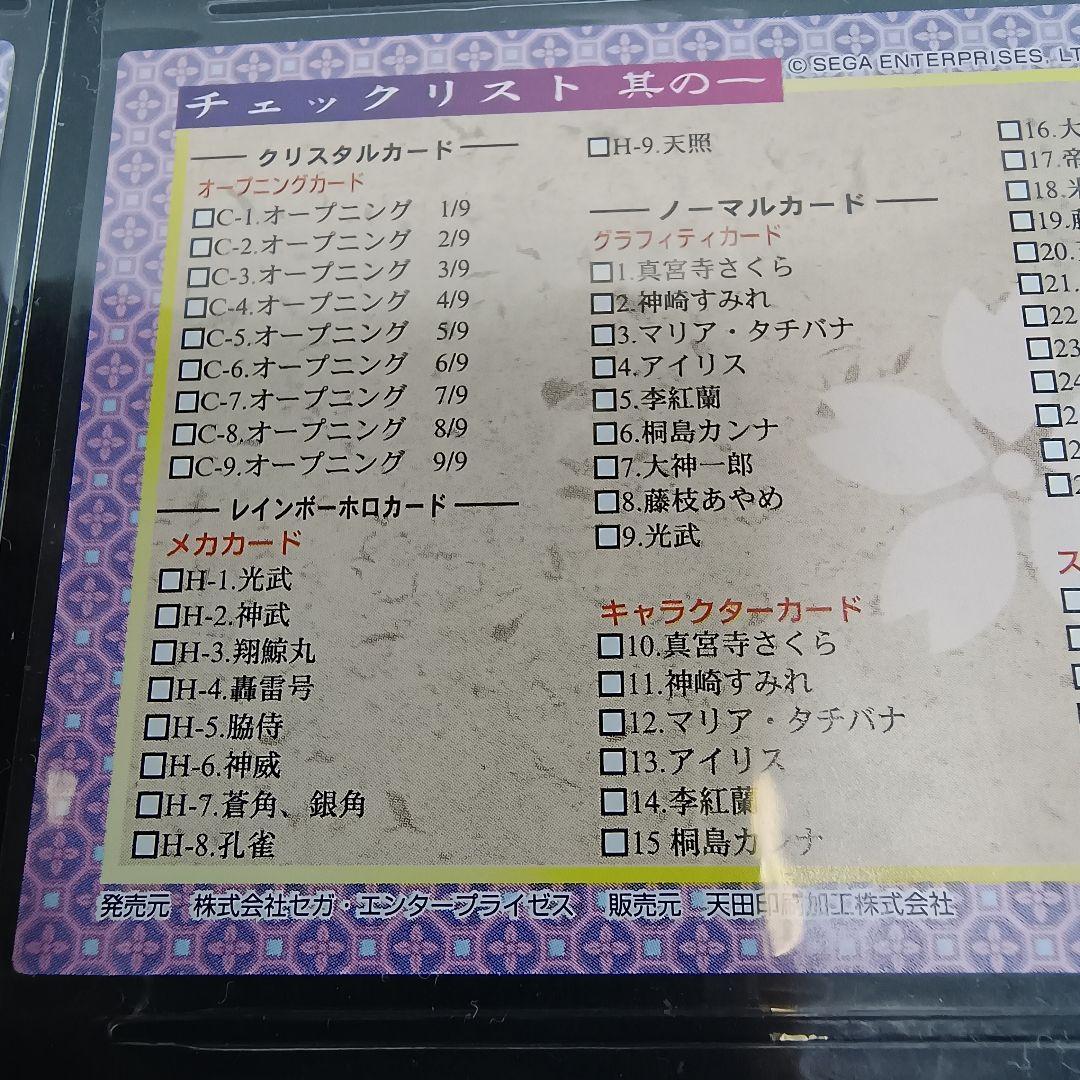 © SEGA ENTERPRISES. LT
チェックリスト 其の一
クリスタルカード
オープニングカード
□C-1.オープニング 1/9
□C-2.オープニング 2/9
□C-3.オープニング 3/9
□C-4.オープニング 4/9
□C-5.オープニング 5/9
□C-6.オープニング 6/9
□C-7.オープニング 7/9
□C-8.オープニング 8/9
□C-9.オープニング 9/9
レインボーホロカード
メカカード
□H-1.光武
□H-2.神武
□H-3.翔鯨丸
□H-4.轟雷号
□H-5.脇侍
□H-6.神威
□H-7.蒼角、銀角
□H-8.孔雀
□H-9.天照
ノーマルカード
グラフィティカード
□1.真宮寺さくら
□2.神崎すみれ
□3.マリア・タチバナ
□4.アイリス
□5.李紅蘭
□6.桐島カンナ
□7.大神一郎
□8.藤枝あやめ
□9.光武
キャラクターカード
□10.真宮寺さくら
□11.神崎すみれ
□12.マリア・タチバナ
□13.アイリス
□14.李紅蘭
□15 桐島カンナ
□16.大
□17.帝
□18.米
□19.藤
□20.
□21.
□22.
□23
□24
ス
発売元 株式会社セガ・エンタープライゼス 販売元 天田印刷加工株式会社